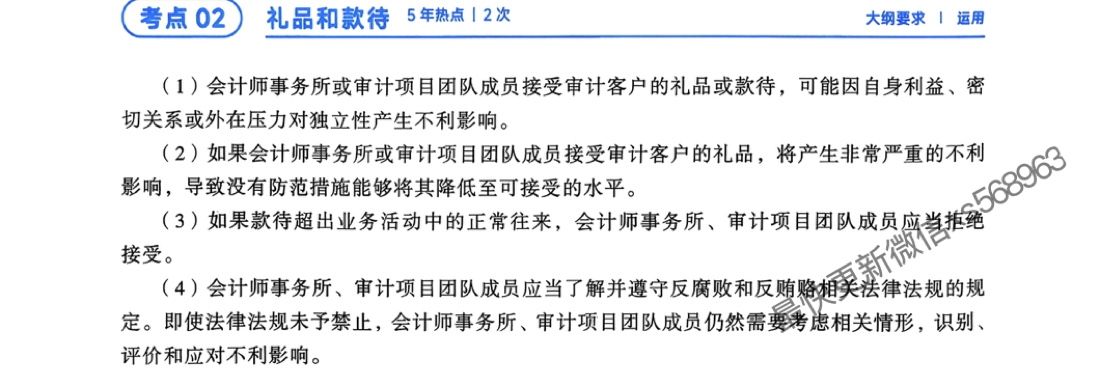 考点 02 礼品和款待 5年热点 | 2次 大纲要求 | 运用
（1）会计师事务所或审计项目团队成员接受审计客户的礼品或款待，可能因自身利益、密
切关系或外在压力对独立性产生不利影响。
（2）如果会计师事务所或审计项目团队成员接受审计客户的礼品，将产生非常严重的不利
影响，导致没有防范措施能够将其降低至可接受的水平。
（3）如果款待超出业务活动中的正常往来，会计师事务所、审计项目团队成员应当拒绝
接受。
（4）会计师事务所、审计项目团队成员应当了解并遵守反腐败和反贿赂相关法律法规的规
定。即使法律法规未予禁止，会计师事务所、审计项目团队成员仍然需要考虑相关情形，识别、
评价和应对不利影响。
最快更新微信:rs568963